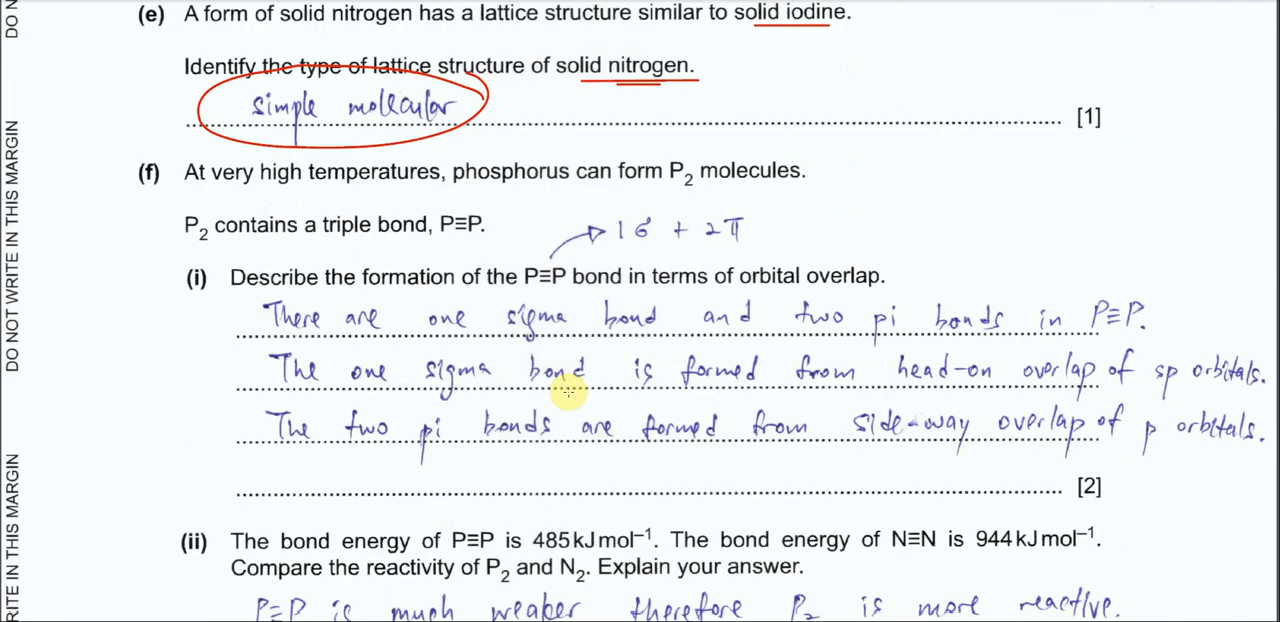 (e) A form of solid nitrogen has a lattice structure similar to solid iodine.
Identify the type of lattice structure of solid nitrogen.
simple molecular
[1]
(f) At very high temperatures, phosphorus can form P₂ molecules.
P₂ contains a triple bond, P≡P.
1σ + 2π
(i) Describe the formation of the P≡P bond in terms of orbital overlap.
There are one sigma bond and two pi bonds in P≡P.
The one sigma bond is formed from head-on overlap of sp orbitals.
The two pi bonds are formed from side-way overlap of p orbitals.
[2]
(ii) The bond energy of P≡P is 485 kJ mol⁻¹. The bond energy of N≡N is 944 kJ mol⁻¹.
Compare the reactivity of P₂ and N₂. Explain your answer.
P≡P is much weaker therefore P₂ is more reactive.
DO NOT WRITE IN THIS MARGIN